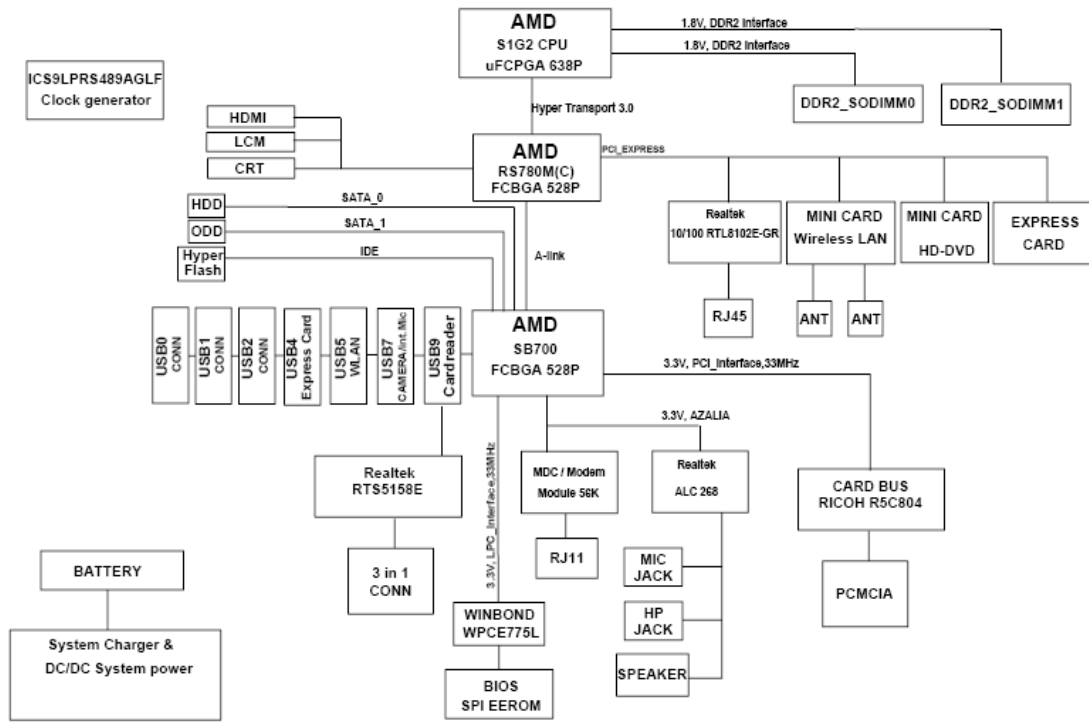 AMD
S1G2 CPU
uFCPGA 638P
1.8V, DDR2 Interface
1.8V, DDR2 Interface
ICS9LPRS489AGLF
Clock generator
DDR2_SODIMM0
DDR2_SODIMM1
Hyper Transport 3.0
HDMI
LCM
CRT
AMD
RS780M(C)
FCBGA 528P
PCI_EXPRESS
HDD
ODD
Hyper
Flash
SATA_0
SATA_1
IDE
A-link
Realtek
10/100 RTL8102E-GR
MINI CARD
Wireless LAN
MINI CARD
HD-DVD
EXPRESS
CARD
RJ45
ANT
ANT
USB0
CONN
USB1
CONN
USB2
CONN
USB4
Express Card
USB5
WLAN
USB7
CAMERA/int.Mic
USB9
Cardreader
AMD
SB700
FCBGA 528P
3.3V, PCI_Interface,33MHz
3.3V, AZALIA
3.3V, LPC_Interface,33MHz
Realtek
RTS5158E
MDC / Modem
Module 56K
Realtek
ALC 268
CARD BUS
RICOH R5C804
3 in 1
CONN
RJ11
MIC
JACK
PCMCIA
BATTERY
WINBOND
WPCE775L
HP
JACK
System Charger &
DC/DC System power
BIOS
SPI EEROM
SPEAKER